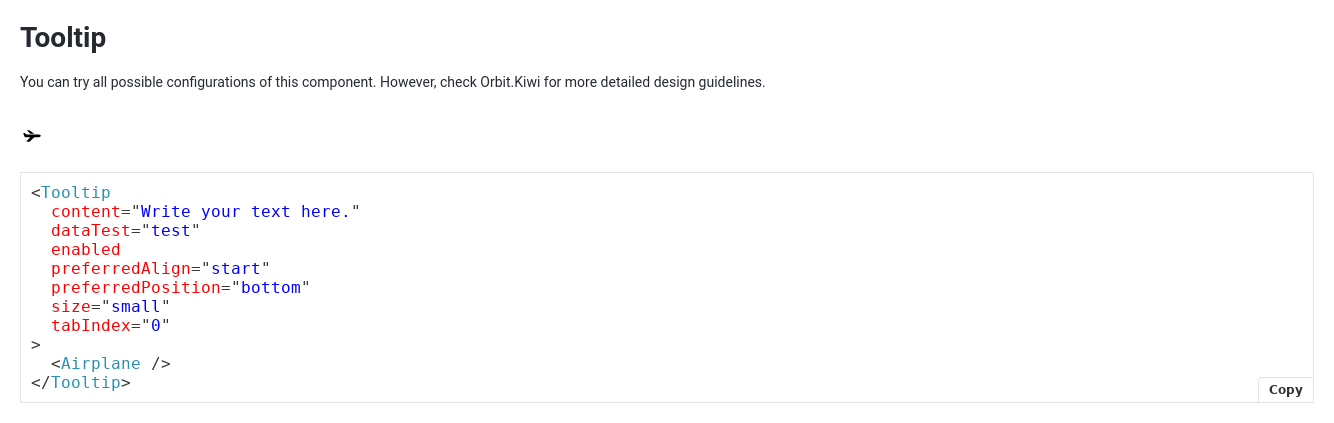 Tooltip
You can try all possible configurations of this component. However, check Orbit.Kiwi for more detailed design guidelines.
<Tooltip
  content="Write your text here."
  dataTest="test"
  enabled
  preferredAlign="start"
  preferredPosition="bottom"
  size="small"
  tabIndex="0"
>
  <Airplane />
</Tooltip>
Copy